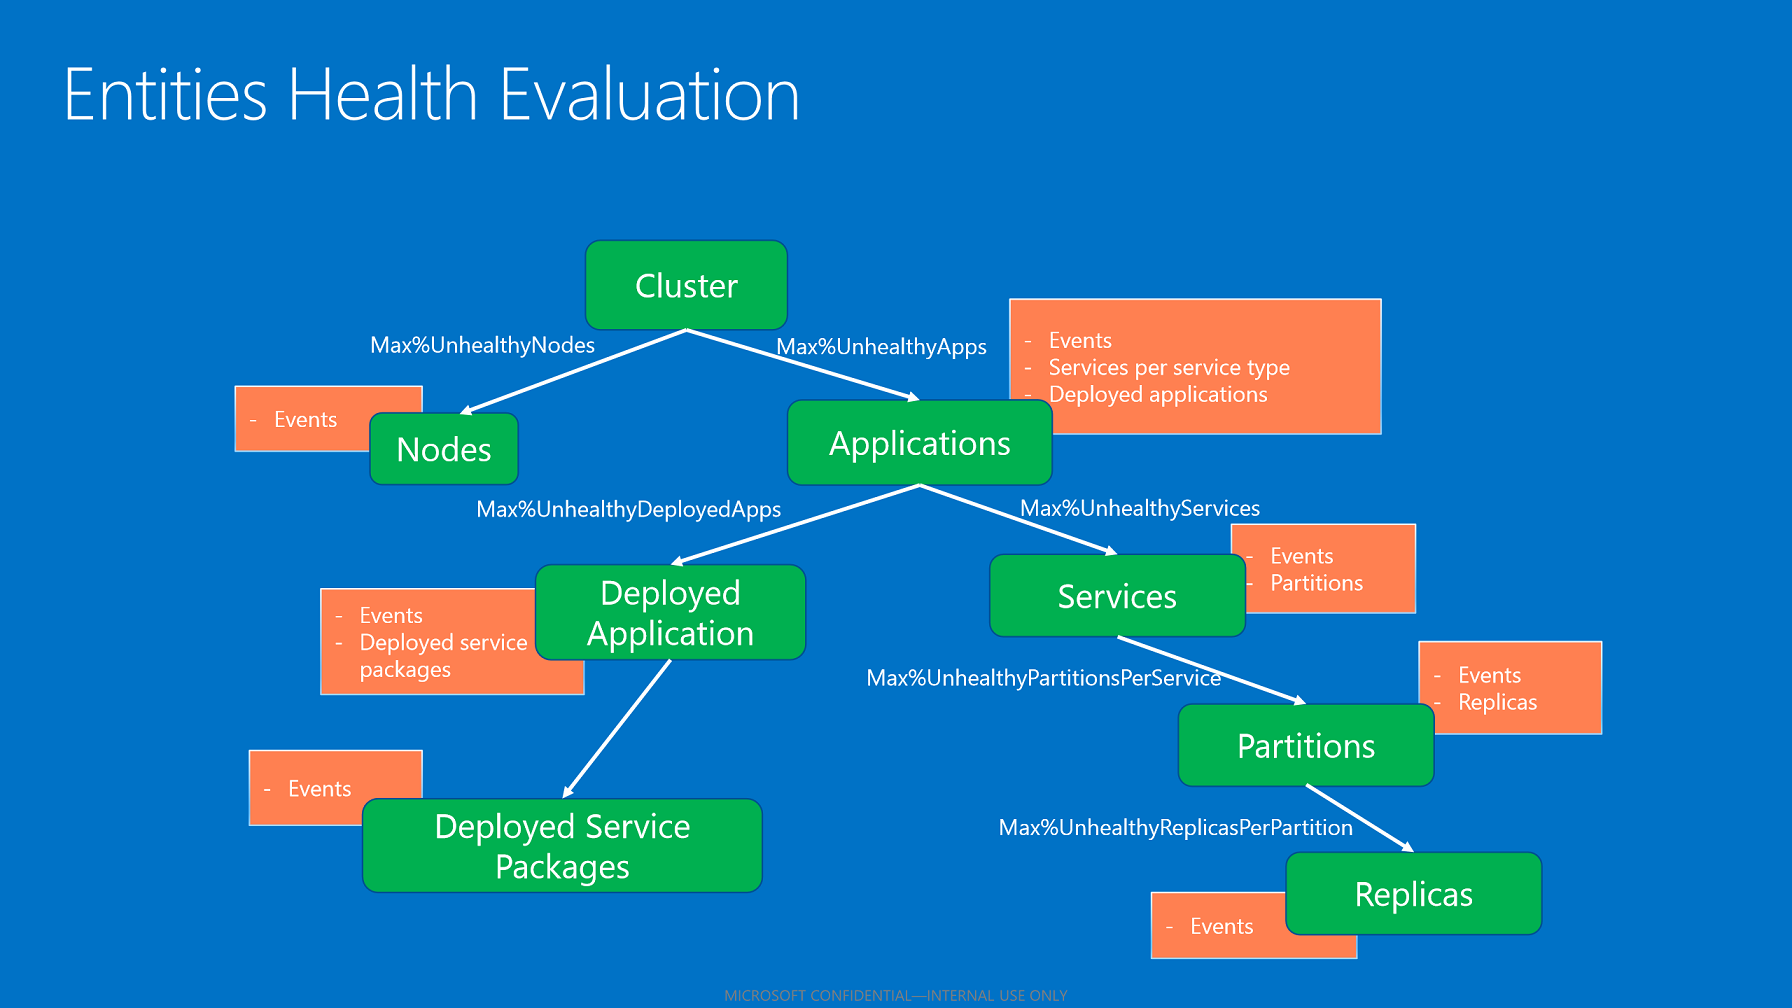 Entities Health Evaluation
Cluster
Max%UnhealthyNodes
Max%UnhealthyApps
- Events
- Services per service type
- Deployed applications
- Events
Nodes
Applications
Max%UnhealthyDeployedApps
Max%UnhealthyServices
- Events
- Partitions
Deployed
Application
Services
- Events
- Deployed service
packages
Max%UnhealthyPartitionsPerService
- Events
- Replicas
Partitions
- Events
Deployed Service
Packages
Max%UnhealthyReplicasPerPartition
Replicas
- Events
MICROSOFT CONFIDENTIAL—INTERNAL USE ONLY